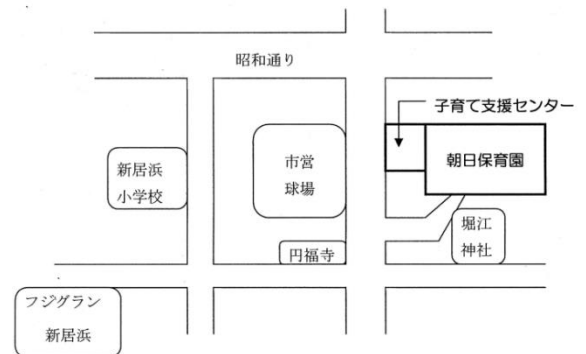 昭和通り
子育て支援センター
新居浜
小学校
市営
球場
朝日保育園
円福寺
堀江
神社
フジグラン
新居浜